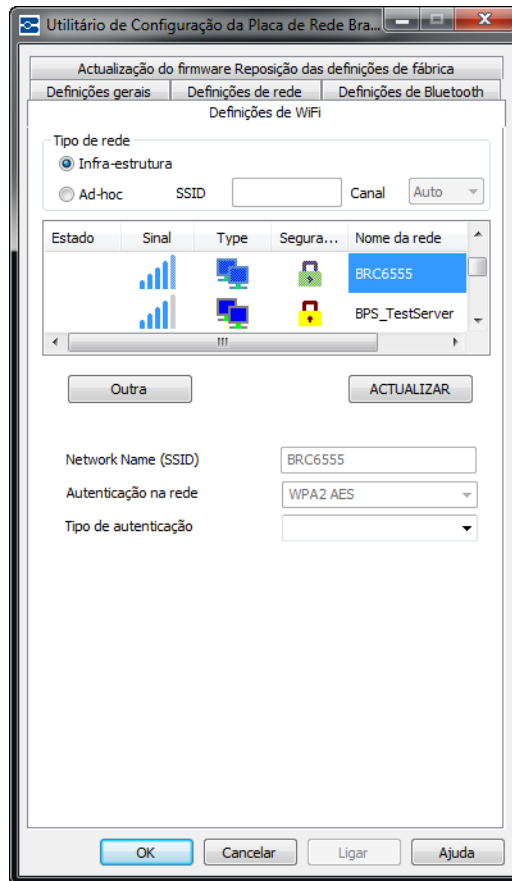 Utilitário de Configuração da Placa de Rede Bra...
Actualização do firmware Reposição das definições de fábrica
Definições gerais Definições de rede Definições de Bluetooth
Definições de WiFi
Tipo de rede
Infra-estrutura
Ad-hoc SSID Canal Auto
Estado Sinal Type Segura... Nome da rede
BRC6555
BPS_TestServer
Outra ACTUALIZAR
Network Name (SSID) BRC6555
Autenticação na rede WPA2 AES
Tipo de autenticação
OK Cancelar Ligar Ajuda